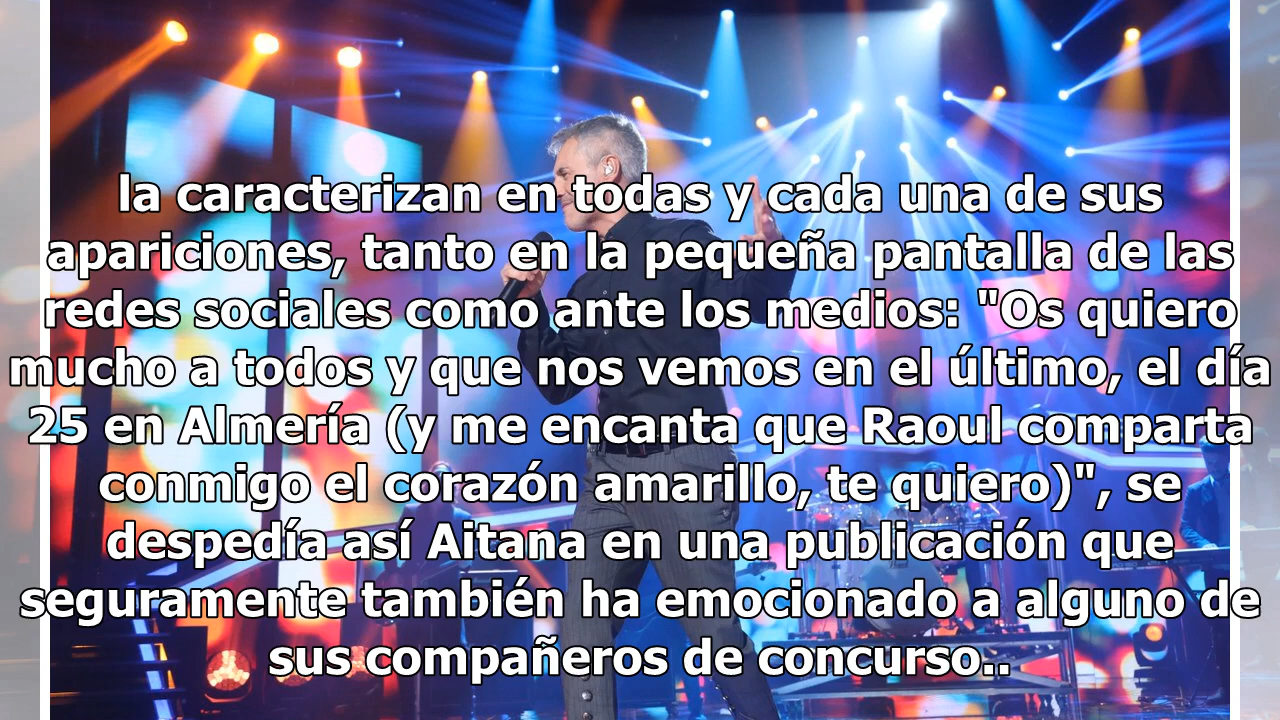 la caracterizan en todas y cada una de sus
apariciones, tanto en la pequeña pantalla de las
redes sociales como ante los medios: "Os quiero
mucho a todos y que nos vemos en el último, el día
25 en Almería (y me encanta que Raoul comparta
conmigo el corazón amarillo, te quiero)", se
despedía así Aitana en una publicación que
seguramente también ha emocionado a alguno de
sus compañeros de concurso..